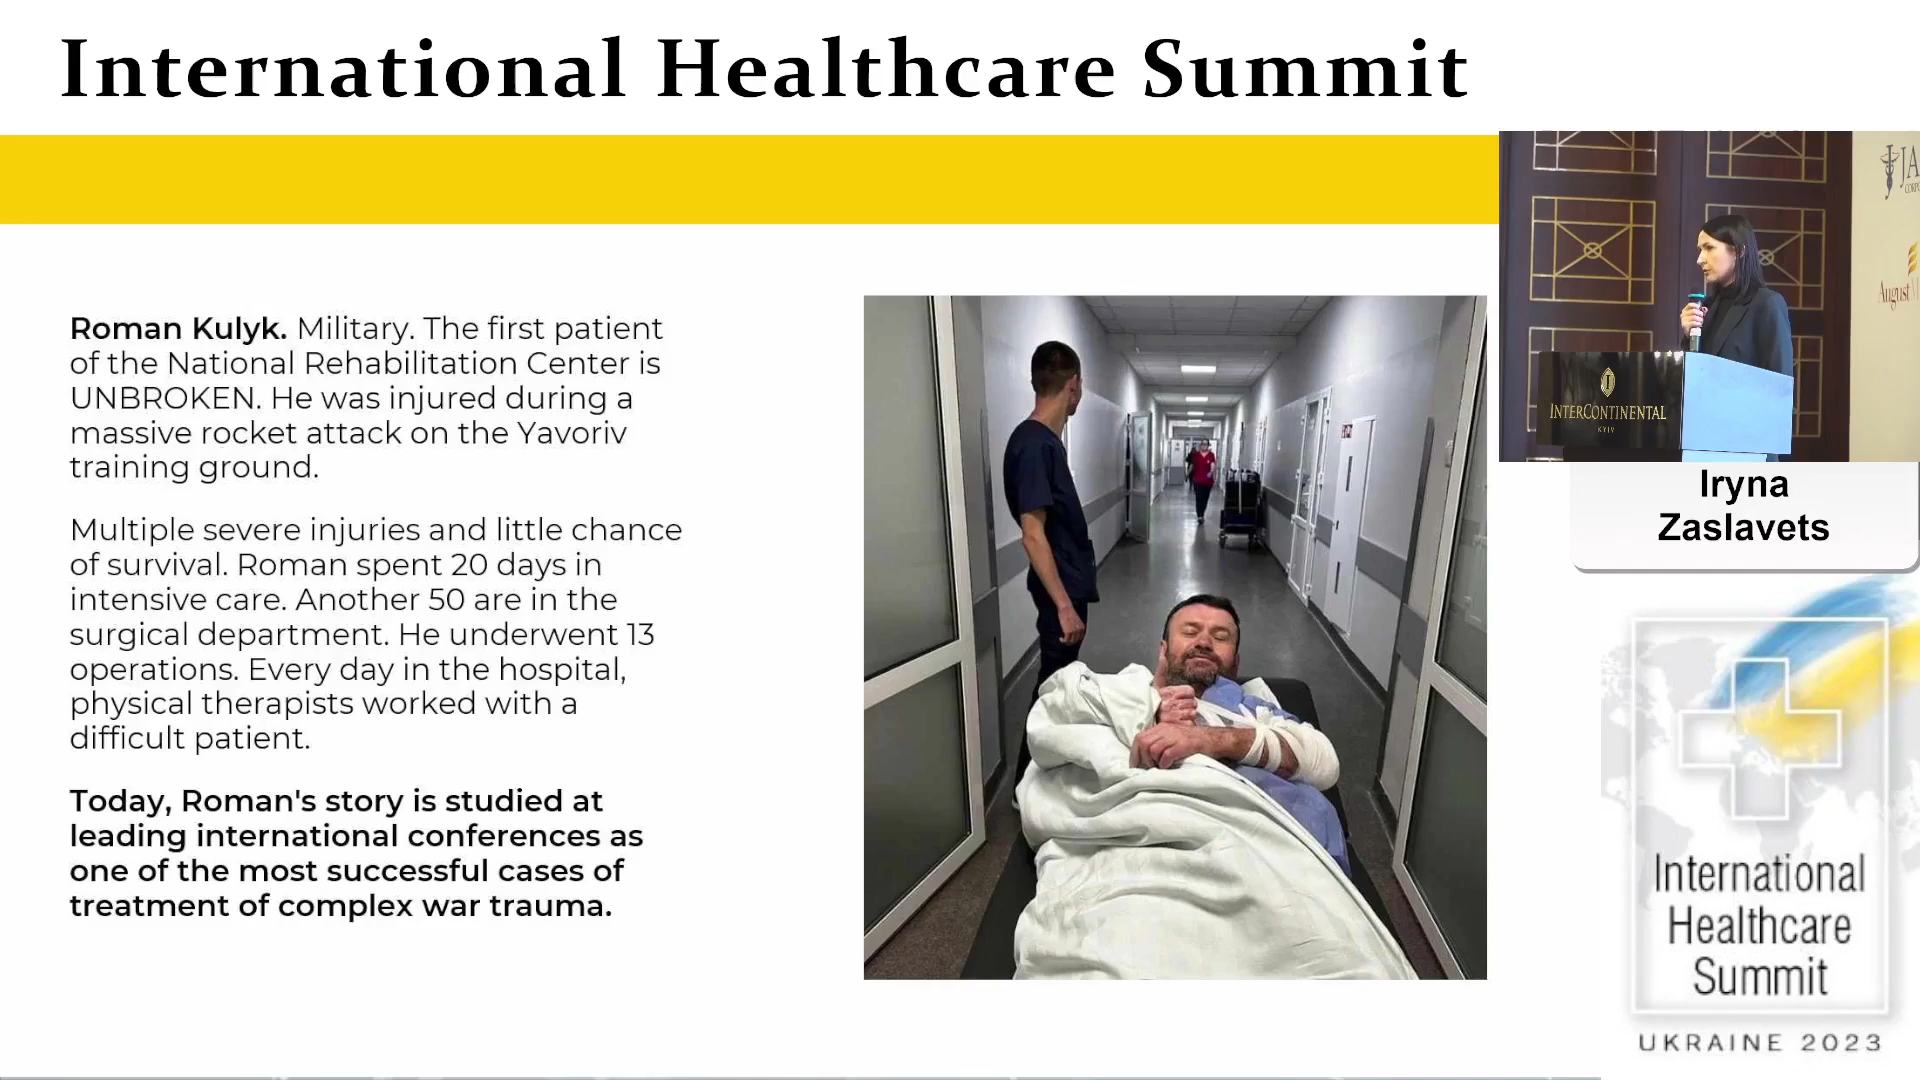 International Healthcare Summit
Roman Kulyk. Military. The first patient
of the National Rehabilitation Center is
UNBROKEN. He was injured during a
massive rocket attack on the Yavoriv
training ground.
Multiple severe injuries and little chance
of survival. Roman spent 20 days in
intensive care. Another 50 are in the
surgical department. He underwent 13
operations. Every day in the hospital,
physical therapists worked with a
difficult patient.
Today, Roman's story is studied at
leading international conferences as
one of the most successful cases of
treatment of complex war trauma.
JA
August
INTERCONTINENTAL
KYIV
Iryna
Zaslavets
International
Healthcare
Summit
UKRAINE 2023